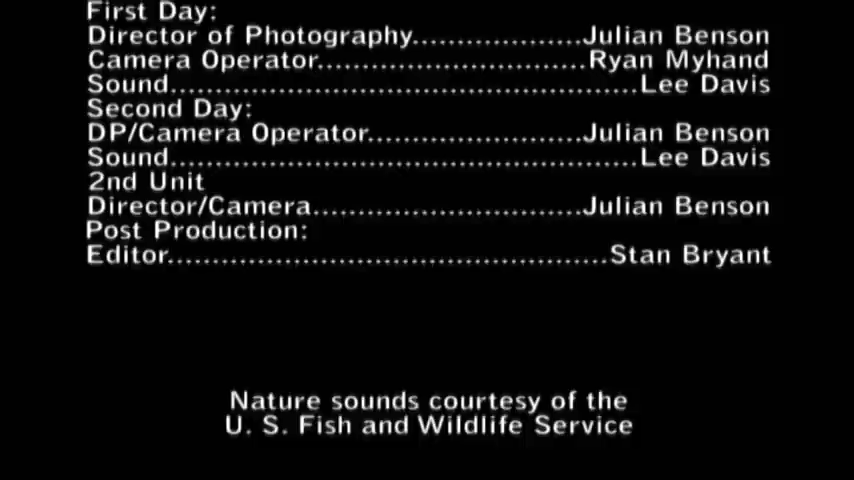 First Day:
Director of Photography..................Julian Benson
Camera Operator..............................Ryan Myhand
Sound....................................................Lee Davis
Second Day:
DP/Camera Operator........................Julian Benson
Sound....................................................Lee Davis
2nd Unit
Director/Camera..............................Julian Benson
Post Production:
Editor.................................................Stan Bryant
Nature sounds courtesy of the
U. S. Fish and Wildlife Service